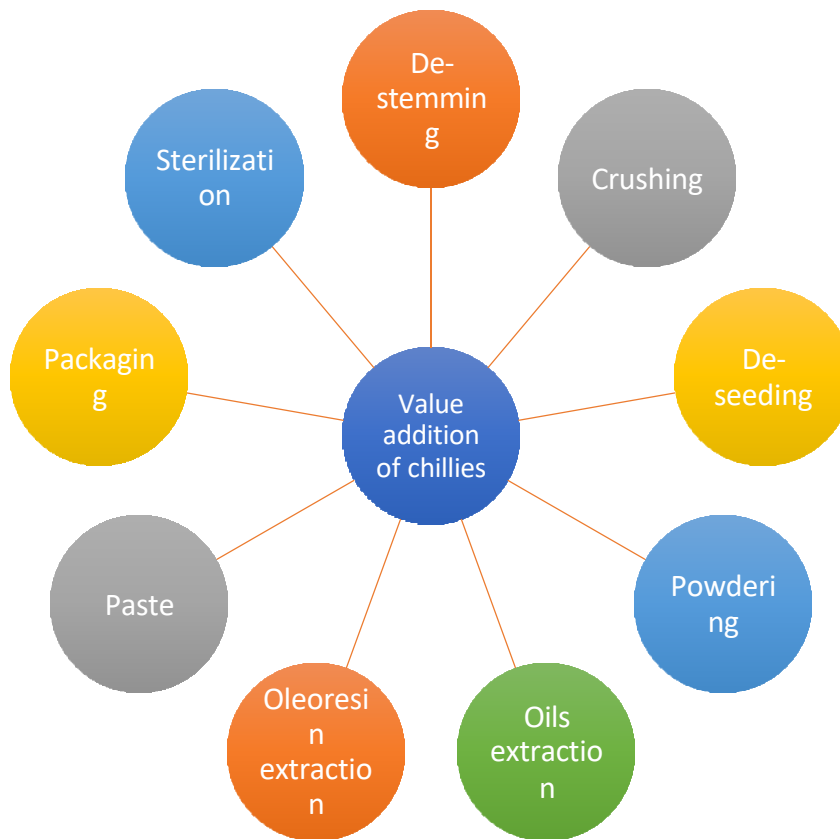 De-
stemmin
g
Crushing
De-
seeding
Powderi
ng
Oils
extractio
n
Oleoresi
n
extractio
n
Paste
Packagin
g
Sterilizati
on
Value
addition
of chillies